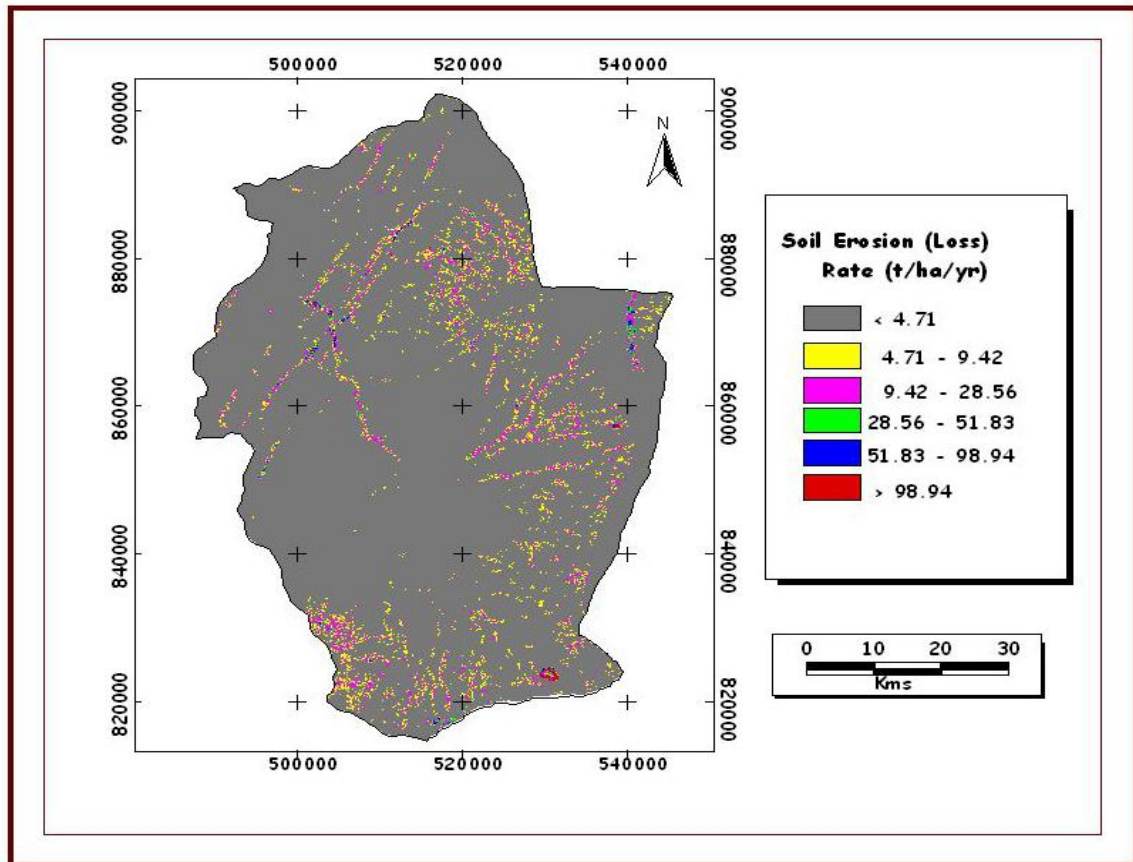 500000 520000 540000
900000 900000
N
880000 880000
860000 860000
840000 840000
820000 820000
500000 520000 540000
Soil Erosion (Loss)
Rate (t/ha/yr)
< 4.71
4.71 - 9.42
9.42 - 28.56
28.56 - 51.83
51.83 - 98.94
> 98.94
0 10 20 30
Kms